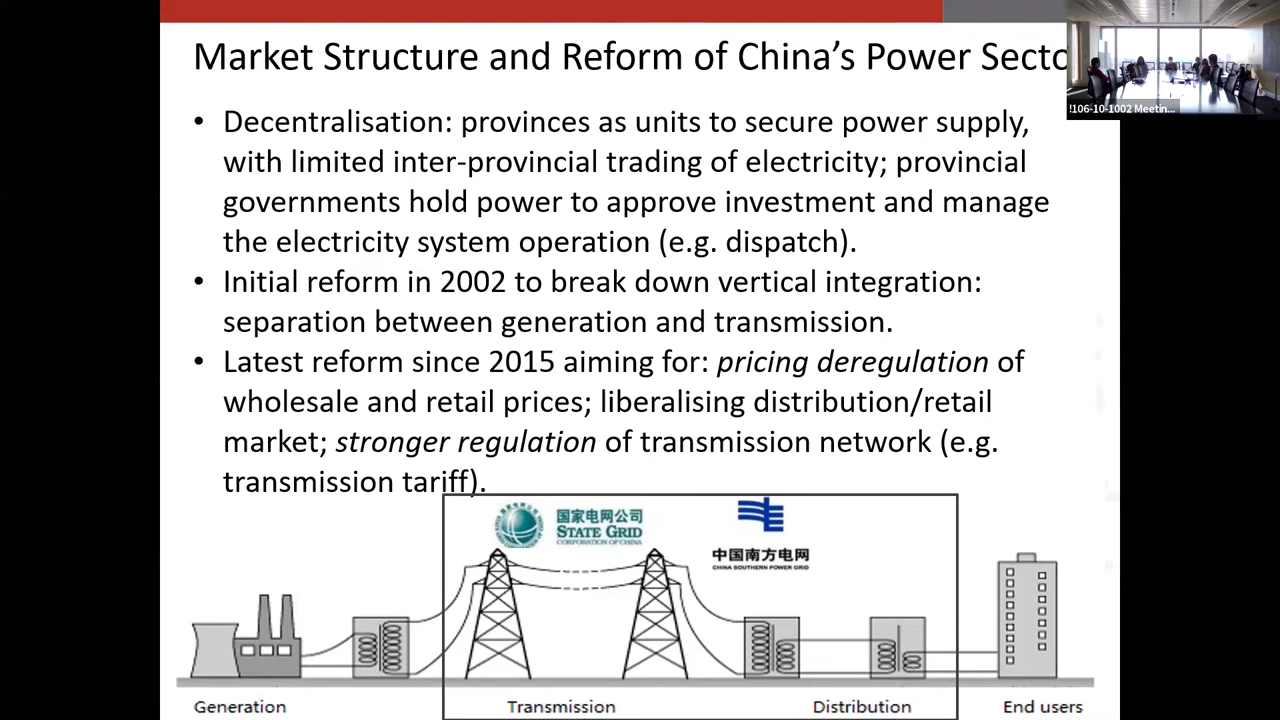 Market Structure and Reform of China's Power Secto
!106-10-1002 Meetin...
• Decentralisation: provinces as units to secure power supply,
with limited inter-provincial trading of electricity; provincial
governments hold power to approve investment and manage
the electricity system operation (e.g. dispatch).
• Initial reform in 2002 to break down vertical integration:
separation between generation and transmission.
• Latest reform since 2015 aiming for: pricing deregulation of
wholesale and retail prices; liberalising distribution/retail
market; stronger regulation of transmission network (e.g.
transmission tariff).
国家电网公司
STATE GRID
CORPORATION OF CHINA
中国南方电网
CHINA SOUTHERN POWER GRID
Generation
Transmission
Distribution
End users